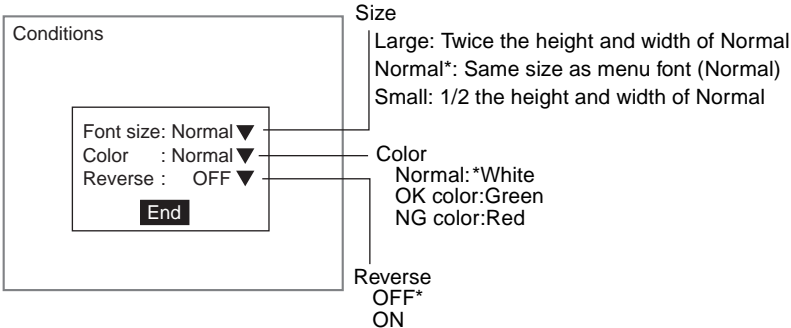 Conditions
Font size: Normal▼
Color : Normal▼
Reverse : OFF ▼
End
Size
Large: Twice the height and width of Normal
Normal*: Same size as menu font (Normal)
Small: 1/2 the height and width of Normal
Color
Normal:*White
OK color:Green
NG color:Red
Reverse
OFF*
ON